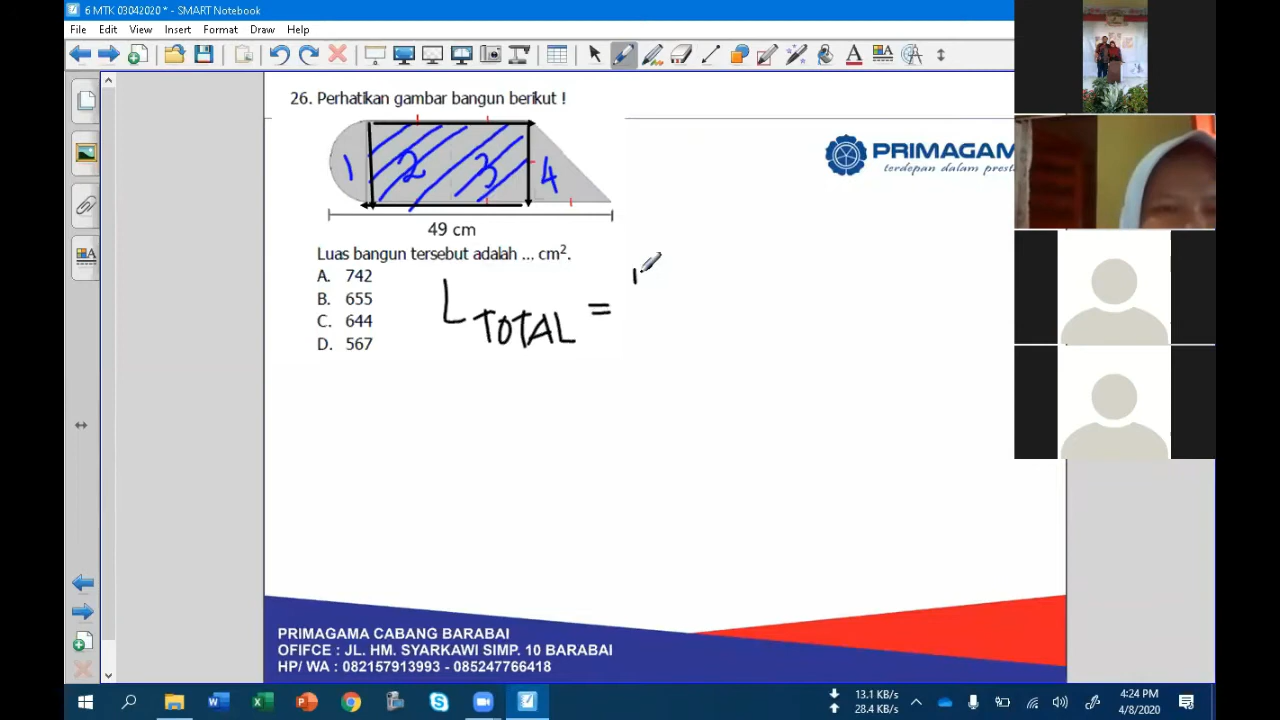 6 MTK 03042020 * - SMART Notebook
File Edit View Insert Format Draw Help
26. Perhatikan gambar bangun berikut !
1 2 3 4
49 cm
Luas bangun tersebut adalah ... cm².
A. 742
B. 655
C. 644
D. 567
L TOTAL =
PRIMAGAM
terdepan dalam prest
PRIMAGAMA CABANG BARABAI
OFIFCE : JL. HM. SYARKAWI SIMP. 10 BARABAI
HP/ WA : 082157913993 - 085247766418
13.1 KB/s
28.4 KB/s
4:24 PM
4/8/2020